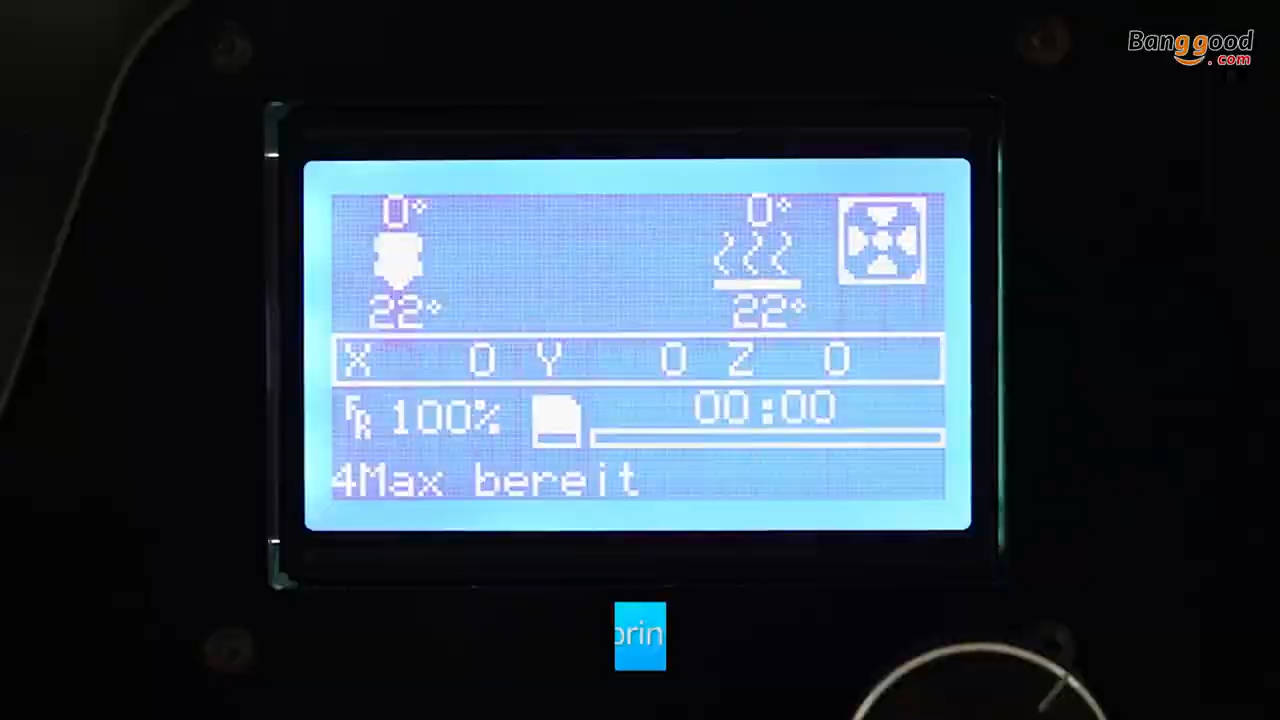 Banggood
.com
0° 0°
22° 22°
X 0 Y 0 Z 0
FR 100% 00:00
4Max bereit
prin